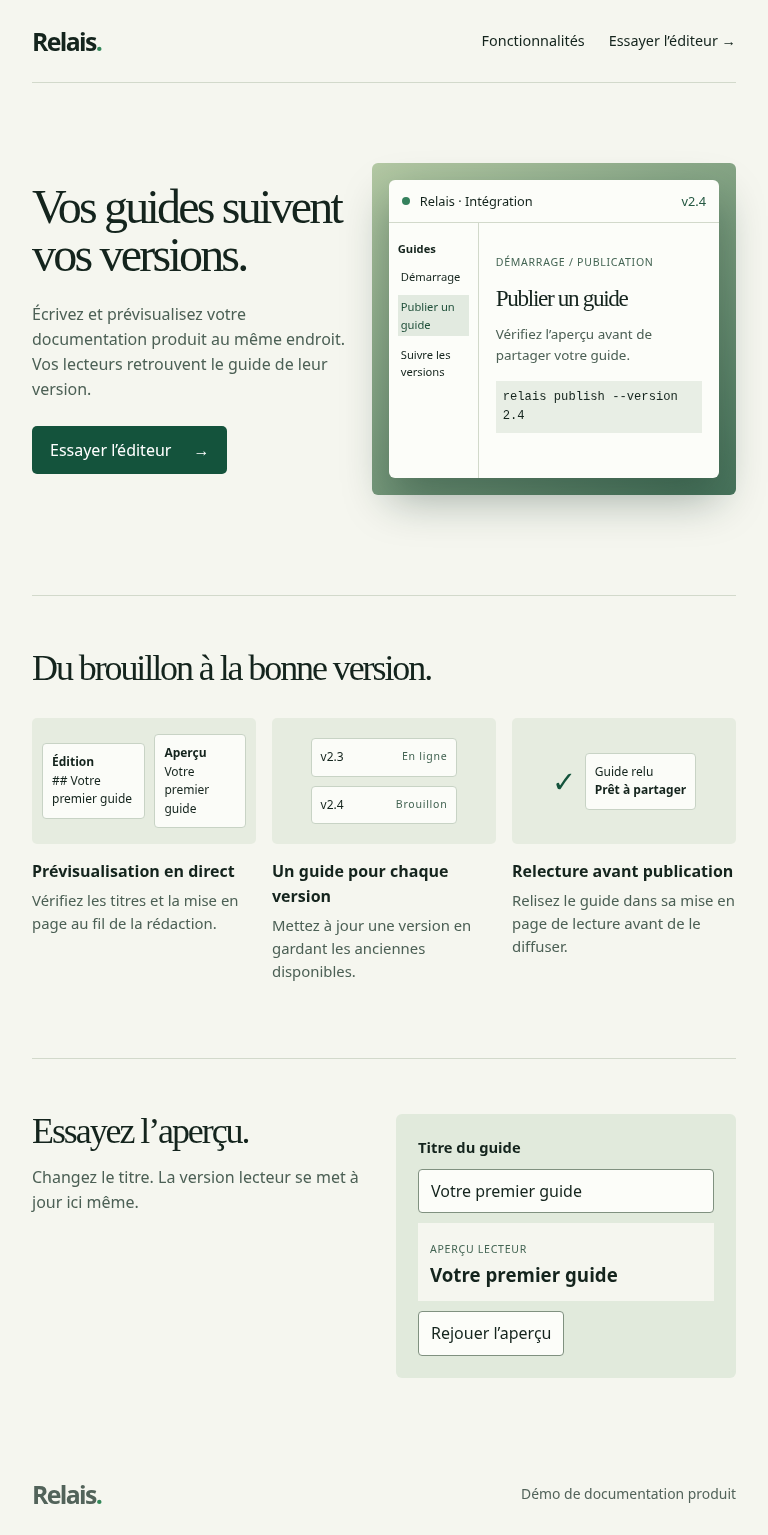 Relais.
Fonctionnalités
Essayer l’éditeur →
Vos guides suivent
vos versions.
Écrivez et prévisualisez votre
documentation produit au même endroit.
Vos lecteurs retrouvent le guide de leur
version.
Essayer l’éditeur →
Relais · Intégration
v2.4
Guides
Démarrage
Publier un
guide
Suivre les
versions
DÉMARRAGE / PUBLICATION
Publier un guide
Vérifiez l’aperçu avant de
partager votre guide.
relais publish --version
2.4
Du brouillon à la bonne version.
Édition
## Votre
premier guide
Aperçu
Votre
premier
guide
v2.3 En ligne
v2.4 Brouillon
✓
Guide relu
Prêt à partager
Prévisualisation en direct
Vérifiez les titres et la mise en
page au fil de la rédaction.
Un guide pour chaque
version
Mettez à jour une version en
gardant les anciennes
disponibles.
Relecture avant publication
Relisez le guide dans sa mise en
page de lecture avant de le
diffuser.
Essayez l’aperçu.
Changez le titre. La version lecteur se met à
jour ici même.
Titre du guide
Votre premier guide
APERÇU LECTEUR
Votre premier guide
Rejouer l’aperçu
Relais.
Démo de documentation produit